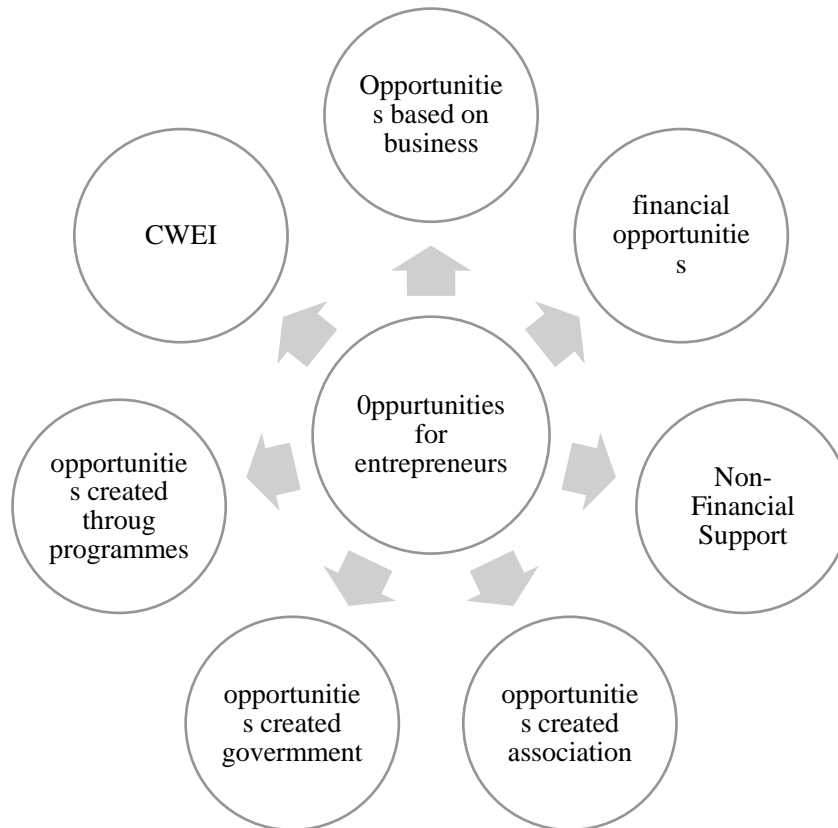 Opportunitie
s based on
business
financial
opportunitie
s
Non-
Financial
Support
opportunitie
s created
association
opportunitie
s created
govermment
opportunitie
s created
throug
programmes
CWEI
0ppurtunities
for
entrepreneurs